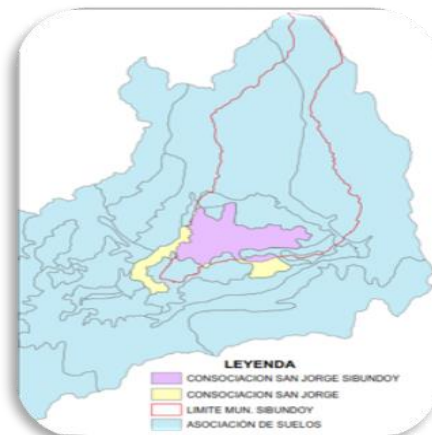 LEYENDA
CONSOCIACION SAN JORGE SIBUNDOY
CONSOCIACION SAN JORGE
LIMITE MUN. SIBUNDOY
ASOCIACIÓN DE SUELOS